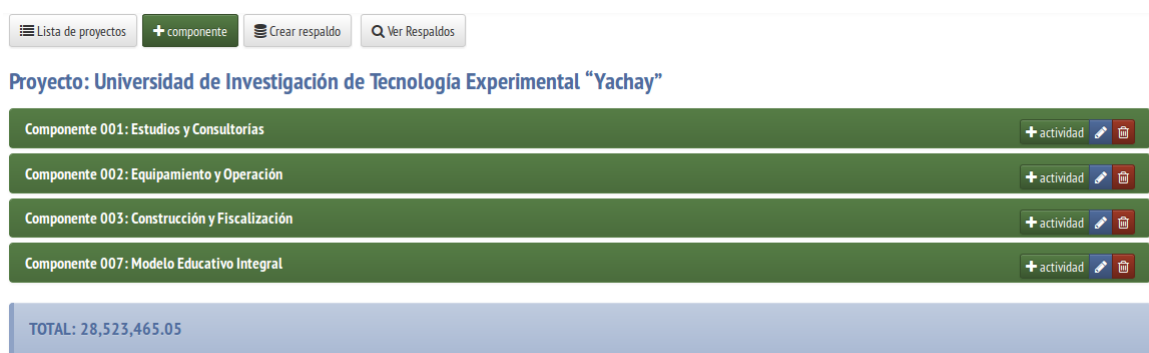 Lista de proyectos + componente Crear respaldo Ver Respaldos
Proyecto: Universidad de Investigación de Tecnología Experimental “Yachay”
Componente 001: Estudios y Consultorías + actividad
Componente 002: Equipamiento y Operación + actividad
Componente 003: Construcción y Fiscalización + actividad
Componente 007: Modelo Educativo Integral + actividad
TOTAL: 28,523,465.05